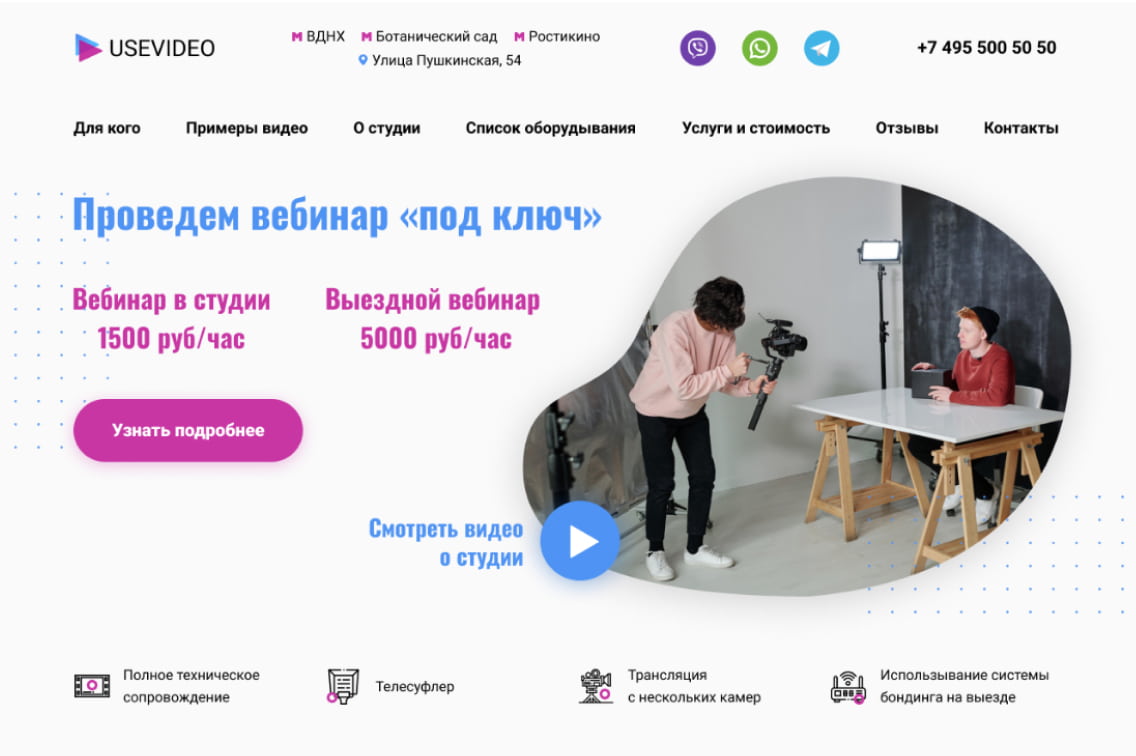 USEVIDEO
ВДНХ Ботанический сад Ростикино
Улица Пушкинская, 54
+7 495 500 50 50
Для кого Примеры видео О студии Список оборудывания Услуги и стоимость Отзывы Контакты
Проведем вебинар «под ключ»
Вебинар в студии
1500 руб/час
Выездной вебинар
5000 руб/час
Узнать подробнее
Смотреть видео
о студии
Полное техническое
сопровождение
Телесуфлер
Трансляция
с нескольких камер
Использывание системы
бондинга на выезде